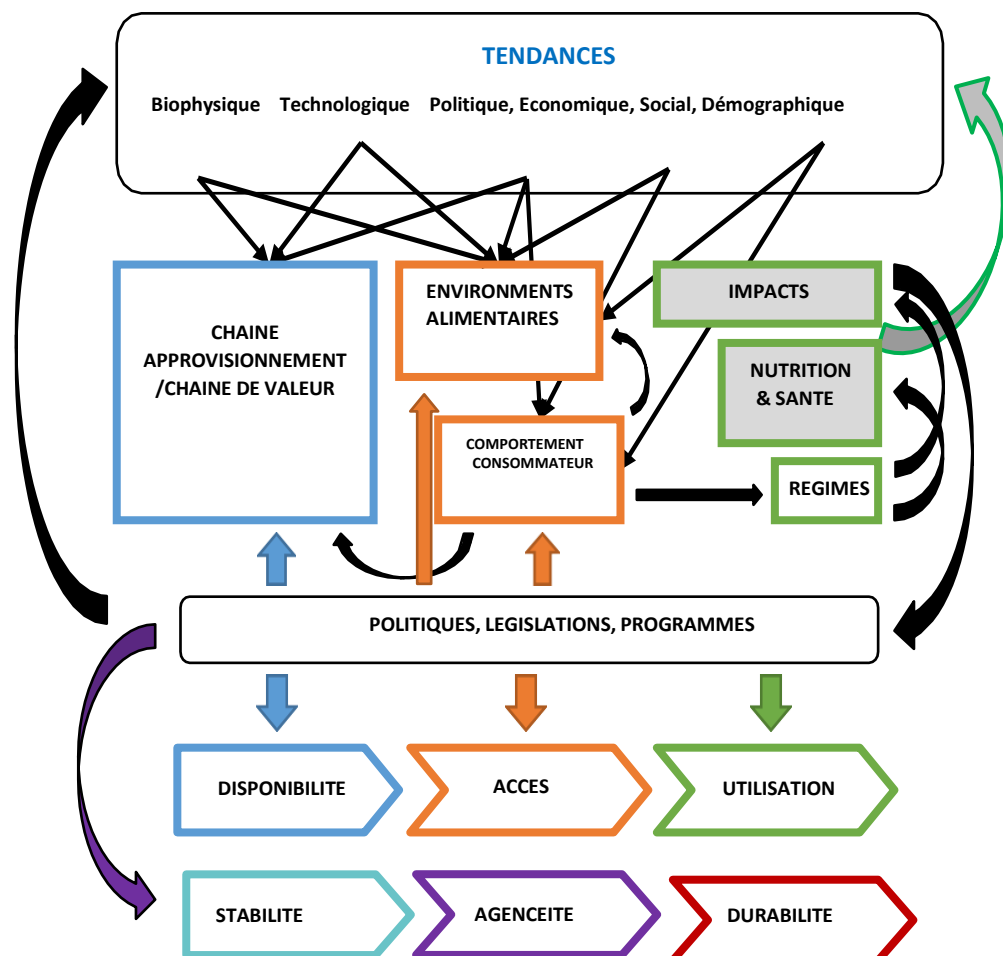 TENDANCES
Biophysique Technologique Politique, Economique, Social, Démographique
CHAINE
APPROVISIONNEMENT
/CHAINE DE VALEUR
ENVIRONMENTS
ALIMENTAIRES
IMPACTS
NUTRITION
& SANTE
COMPORTEMENT
CONSOMMATEUR
REGIMES
POLITIQUES, LEGISLATIONS, PROGRAMMES
DISPONIBILITE
ACCES
UTILISATION
STABILITE
AGENCEITE
DURABILITE